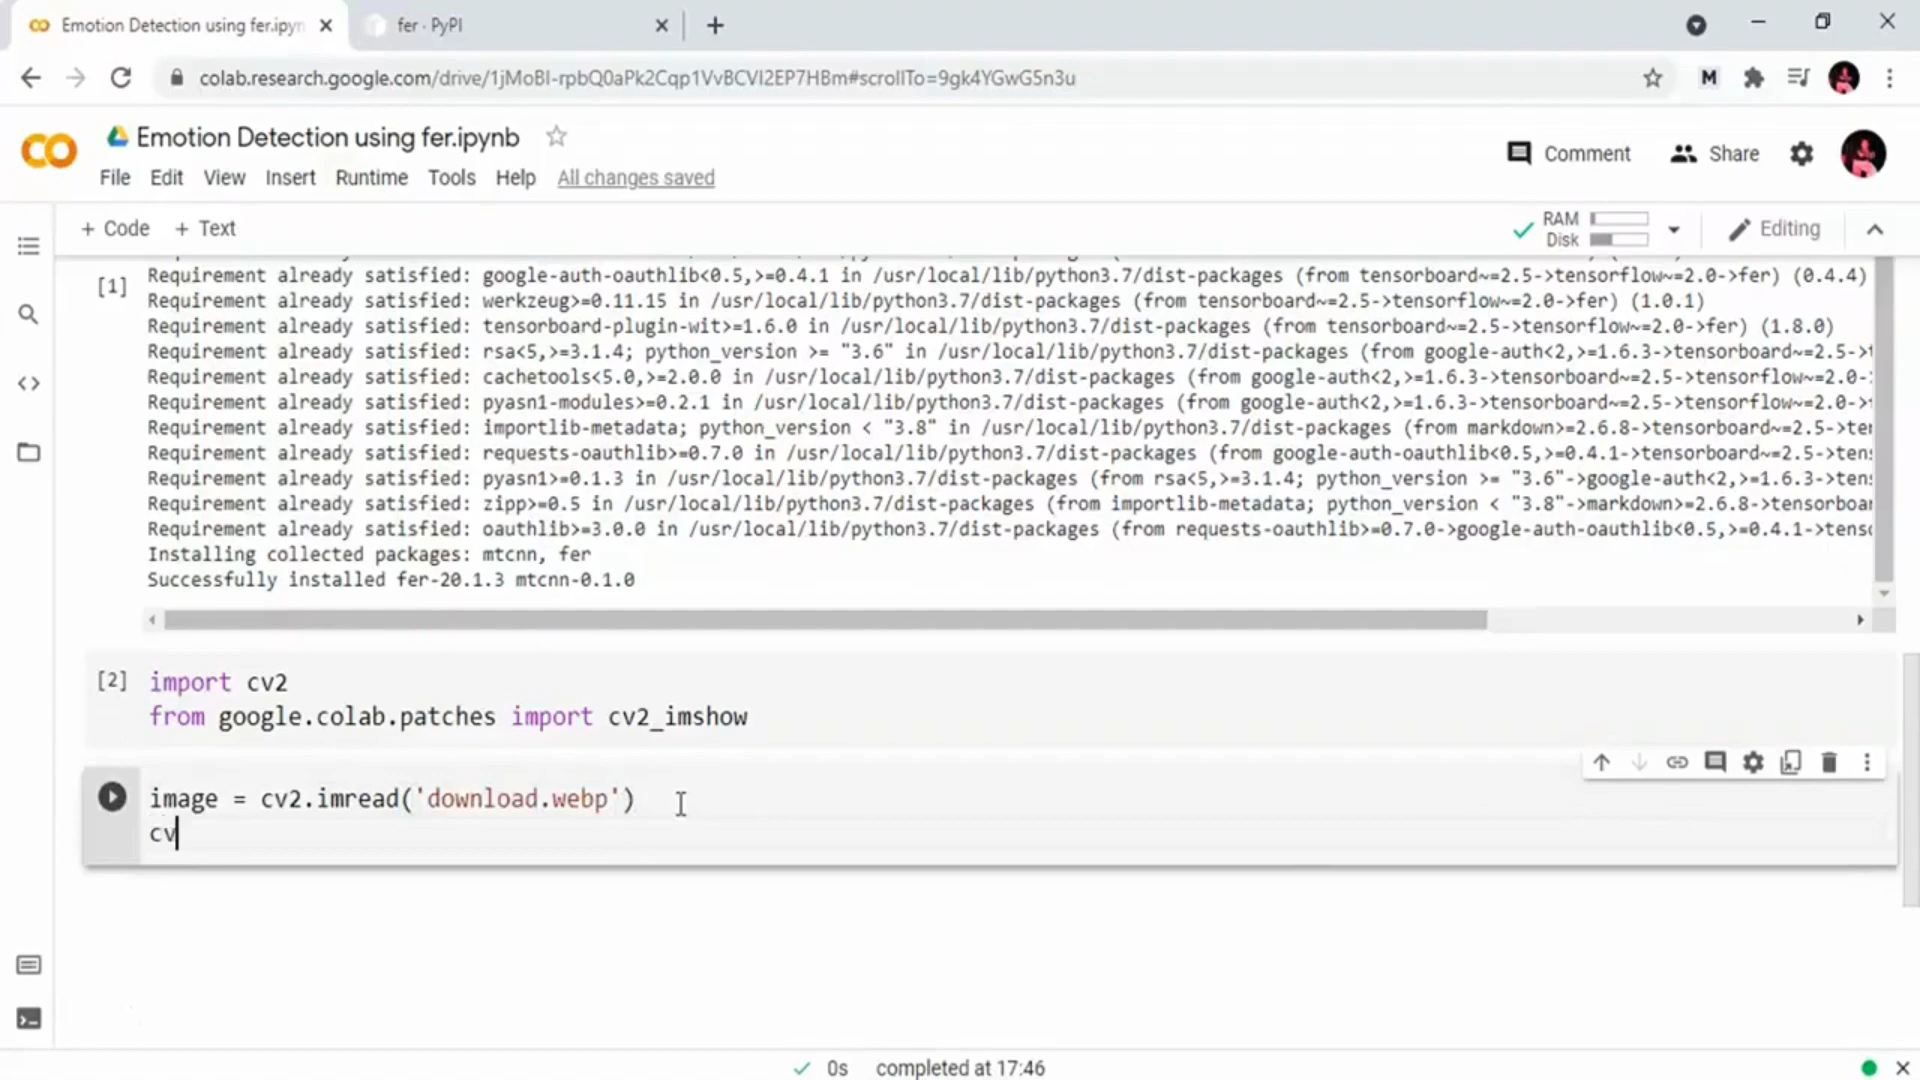 Emotion Detection using fer.ipyn
fer · PyPI
colab.research.google.com/drive/1jMoBI-rpbQ0aPk2Cqp1VvBCVI2EP7HBm#scrollTo=9gk4YGwG5n3u
M
Emotion Detection using fer.ipynb
Comment
Share
File Edit View Insert Runtime Tools Help All changes saved
+ Code + Text
RAM
Disk
Editing
[1]
Requirement already satisfied: google-auth-oauthlib<0.5,>=0.4.1 in /usr/local/lib/python3.7/dist-packages (from tensorboard~=2.5->tensorflow~=2.0->fer) (0.4.4)
Requirement already satisfied: werkzeug>=0.11.15 in /usr/local/lib/python3.7/dist-packages (from tensorboard~=2.5->tensorflow~=2.0->fer) (1.0.1)
Requirement already satisfied: tensorboard-plugin-wit>=1.6.0 in /usr/local/lib/python3.7/dist-packages (from tensorboard~=2.5->tensorflow~=2.0->fer) (1.8.0)
Requirement already satisfied: rsa<5,>=3.1.4; python_version >= "3.6" in /usr/local/lib/python3.7/dist-packages (from google-auth<2,>=1.6.3->tensorboard~=2.5->
Requirement already satisfied: cachetools<5.0,>=2.0.0 in /usr/local/lib/python3.7/dist-packages (from google-auth<2,>=1.6.3->tensorboard~=2.5->tensorflow~=2.0-
Requirement already satisfied: pyasn1-modules>=0.2.1 in /usr/local/lib/python3.7/dist-packages (from google-auth<2,>=1.6.3->tensorboard~=2.5->tensorflow~=2.0->
Requirement already satisfied: importlib-metadata; python_version < "3.8" in /usr/local/lib/python3.7/dist-packages (from markdown>=2.6.8->tensorboard~=2.5->te
Requirement already satisfied: requests-oauthlib>=0.7.0 in /usr/local/lib/python3.7/dist-packages (from google-auth-oauthlib<0.5,>=0.4.1->tensorboard~=2.5->ten
Requirement already satisfied: pyasn1>=0.1.3 in /usr/local/lib/python3.7/dist-packages (from rsa<5,>=3.1.4; python_version >= "3.6"->google-auth<2,>=1.6.3->ten
Requirement already satisfied: zipp>=0.5 in /usr/local/lib/python3.7/dist-packages (from importlib-metadata; python_version < "3.8"->markdown>=2.6.8->tensorboar
Requirement already satisfied: oauthlib>=3.0.0 in /usr/local/lib/python3.7/dist-packages (from requests-oauthlib>=0.7.0->google-auth-oauthlib<0.5,>=0.4.1->tens
Installing collected packages: mtcnn, fer
Successfully installed fer-20.1.3 mtcnn-0.1.0
[2]
import cv2
from google.colab.patches import cv2_imshow
image = cv2.imread('download.webp')
cv
0s completed at 17:46